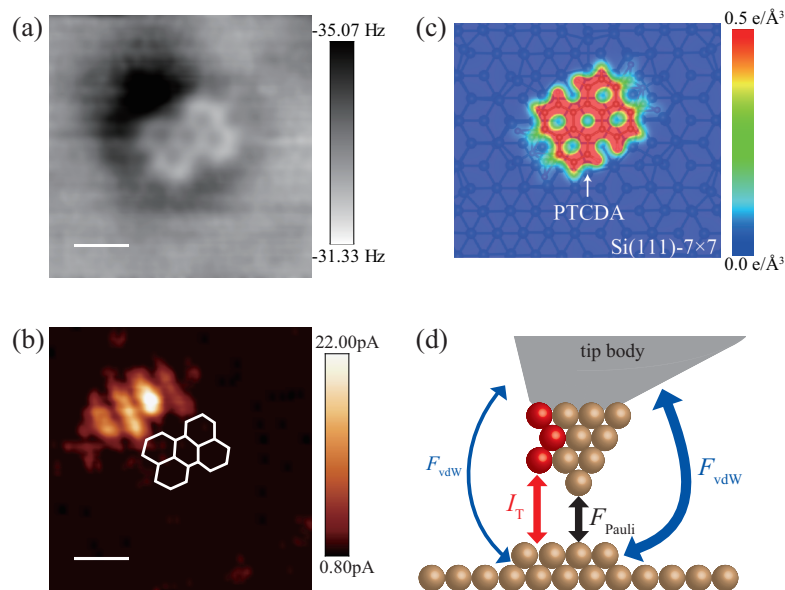 (a)
-35.07 Hz
-31.33 Hz
(c)
0.5 e/Å³
PTCDA
Si(111)-7×7
0.0 e/Å³
(b)
22.00pA
0.80pA
(d)
tip body
F_vdW
I_T
F_Pauli
F_vdW